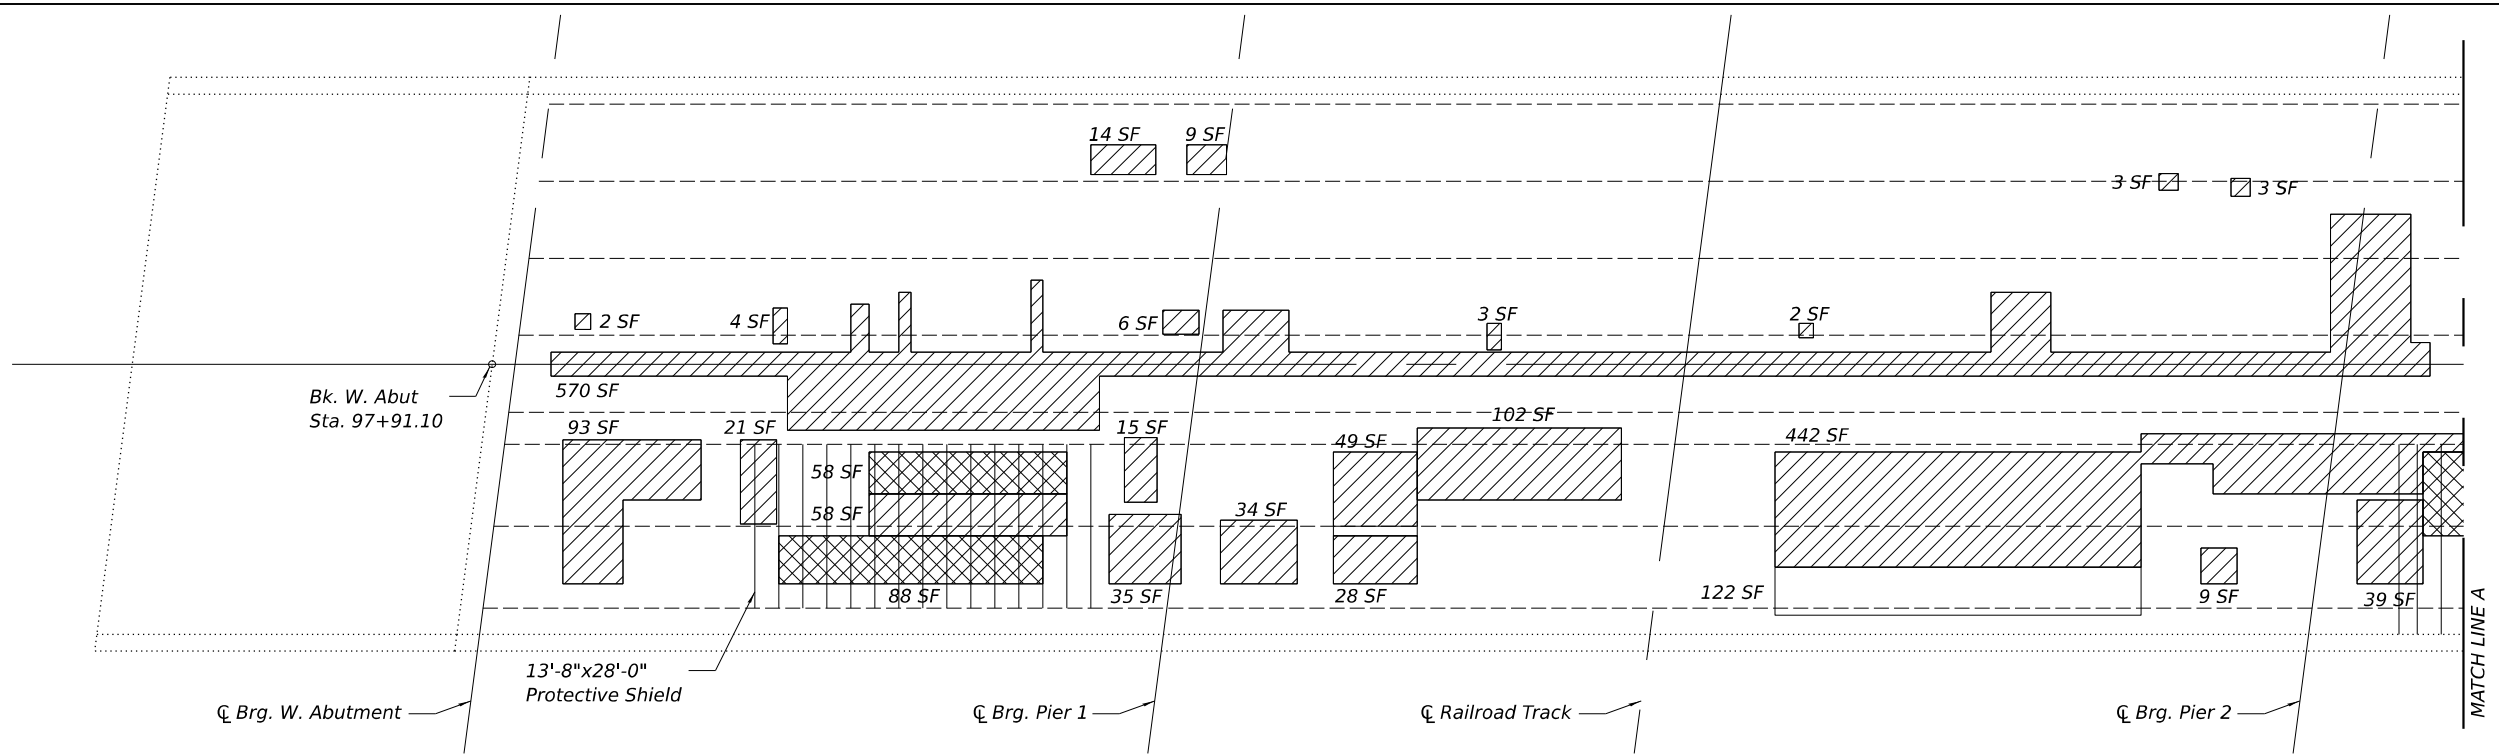 14 SF
9 SF
3 SF
3 SF
2 SF
4 SF
6 SF
3 SF
2 SF
Bk. W. Abut
Sta. 97+91.10
570 SF
93 SF
21 SF
15 SF
49 SF
102 SF
442 SF
58 SF
58 SF
34 SF
88 SF
35 SF
28 SF
122 SF
9 SF
39 SF
13'-8"x28'-0"
Protective Shield
℄ Brg. W. Abutment
℄ Brg. Pier 1
℄ Railroad Track
℄ Brg. Pier 2
MATCH LINE A